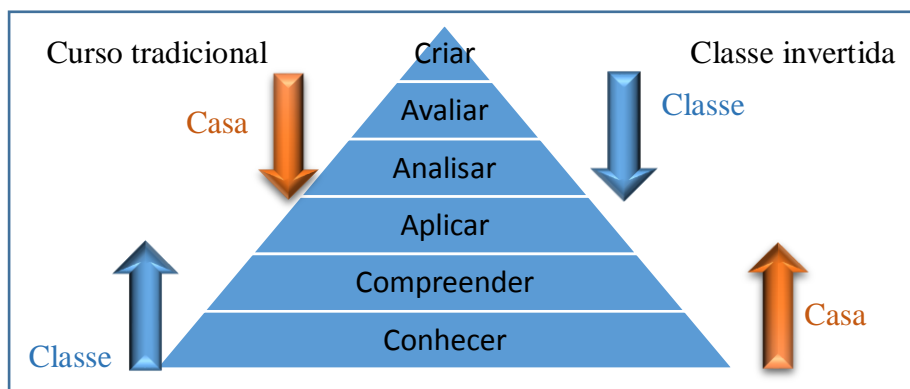 Curso tradicional
Criar
Classe invertida
Casa
Avaliar
Classe
Analisar
Aplicar
Compreender
Classe
Conhecer
Casa